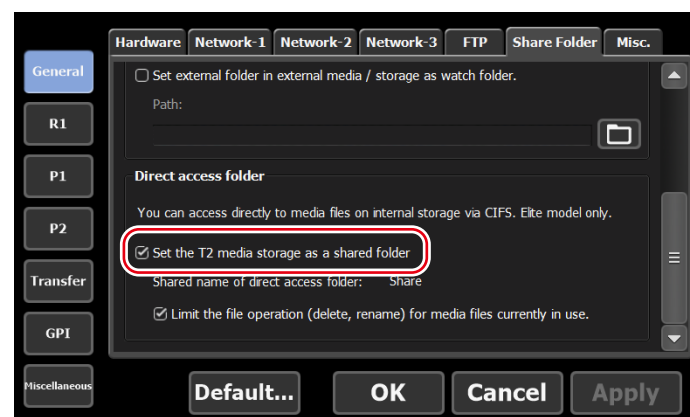 Hardware Network-1 Network-2 Network-3 FTP Share Folder Misc.
General
R1
P1
P2
Transfer
GPI
Miscellaneous
Set external folder in external media / storage as watch folder.
Path:
Direct access folder
You can access directly to media files on internal storage via CIFS. Elite model only.
Set the T2 media storage as a shared folder
Shared name of direct access folder: Share
Limit the file operation (delete, rename) for media files currently in use.
Default... OK Cancel Apply